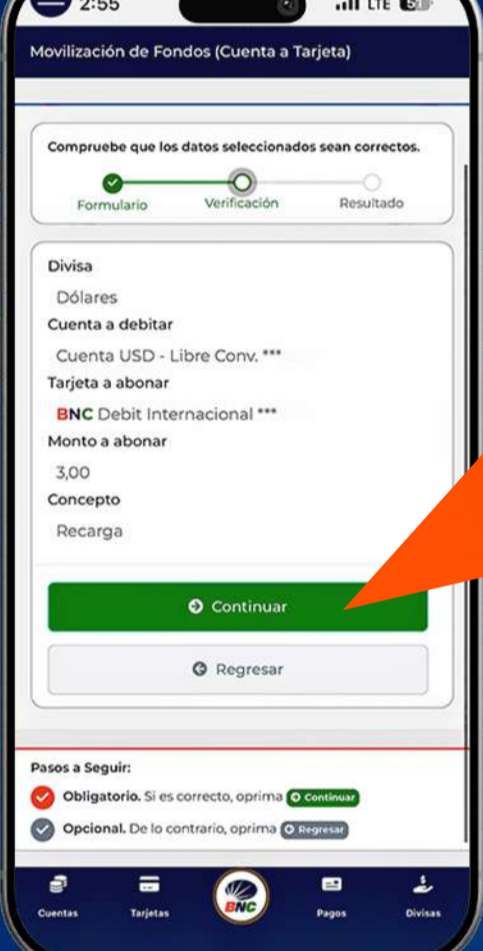 2:55 LTE
Movilización de Fondos (Cuenta a Tarjeta)
Compruebe que los datos seleccionados sean correctos.
Formulario Verificación Resultado
Divisa
Dólares
Cuenta a debitar
Cuenta USD - Libre Conv. ***
Tarjeta a abonar
BNC Debit Internacional ***
Monto a abonar
3,00
Concepto
Recarga
Continuar
Regresar
Pasos a Seguir:
Obligatorio. Si es correcto, oprima Continuar
Opcional. De lo contrario, oprima Regresar
BNC
Cuentas Tarjetas Pagos Divisas